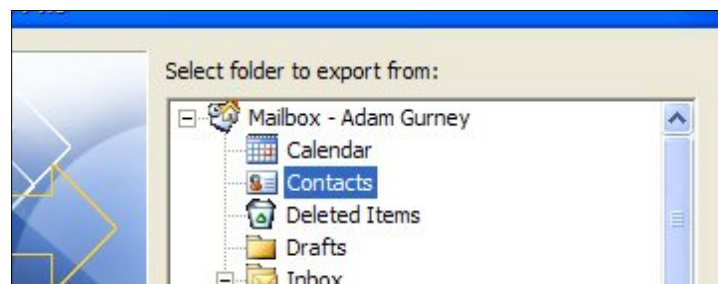 Select folder to export from:
Mailbox - Adam Gurney
Calendar
Contacts
Deleted Items
Drafts
Inbox